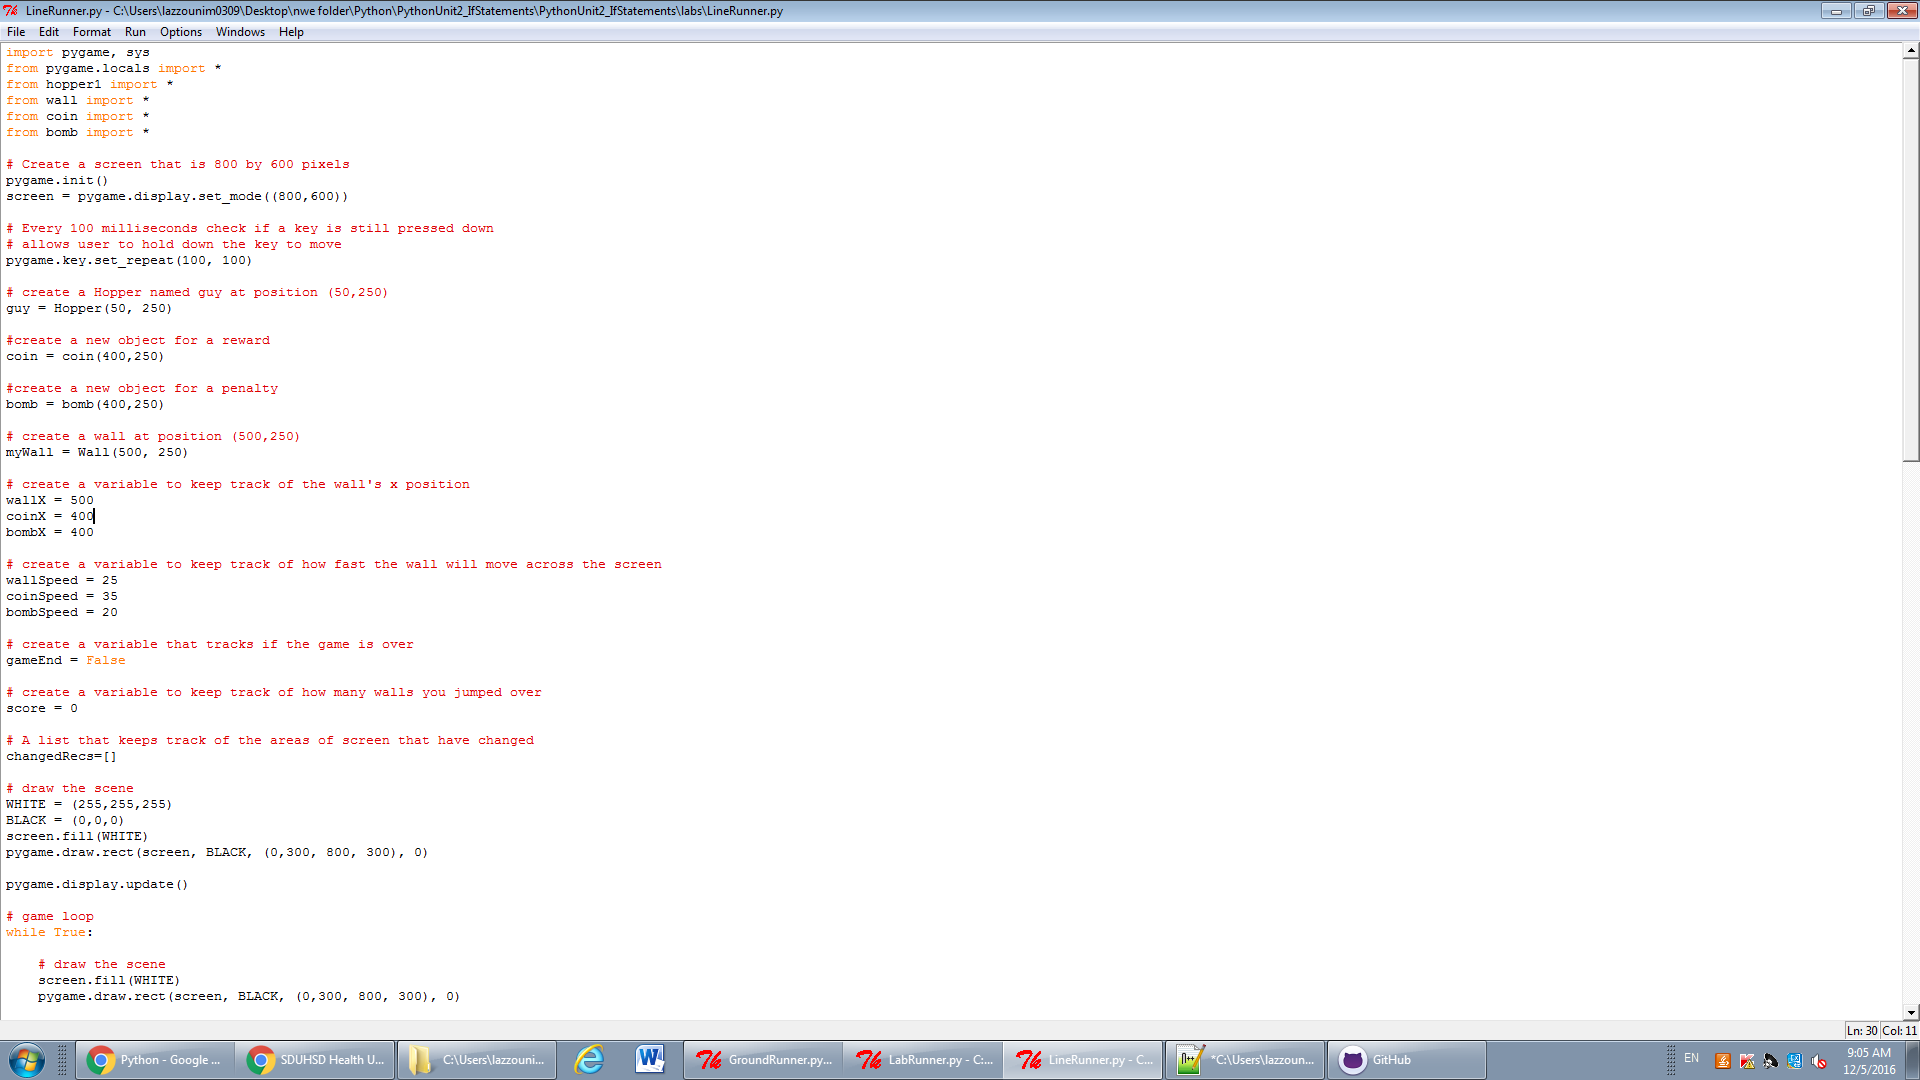 LineRunner.py - C:\Users\lazzounim0309\Desktop\nwe folder\Python\PythonUnit2_IfStatements\PythonUnit2_IfStatements\labs\LineRunner.py
File Edit Format Run Options Windows Help
import pygame, sys
from pygame.locals import *
from hopper1 import *
from wall import *
from coin import *
from bomb import *
# Create a screen that is 800 by 600 pixels
pygame.init()
screen = pygame.display.set_mode((800,600))
# Every 100 milliseconds check if a key is still pressed down
# allows user to hold down the key to move
pygame.key.set_repeat(100, 100)
# create a Hopper named guy at position (50,250)
guy = Hopper(50, 250)
#create a new object for a reward
coin = coin(400,250)
#create a new object for a penalty
bomb = bomb(400,250)
# create a wall at position (500,250)
myWall = Wall(500, 250)
# create a variable to keep track of the wall's x position
wallX = 500
coinX = 400
bombX = 400
# create a variable to keep track of how fast the wall will move across the screen
wallSpeed = 25
coinSpeed = 35
bombSpeed = 20
# create a variable that tracks if the game is over
gameEnd = False
# create a variable to keep track of how many walls you jumped over
score = 0
# A list that keeps track of the areas of screen that have changed
changedRecs=[]
# draw the scene
WHITE = (255,255,255)
BLACK = (0,0,0)
screen.fill(WHITE)
pygame.draw.rect(screen, BLACK, (0,300, 800, 300), 0)
pygame.display.update()
# game loop
while True:
    # draw the scene
    screen.fill(WHITE)
    pygame.draw.rect(screen, BLACK, (0,300, 800, 300), 0)
Ln: 30 Col: 11
Python - Google ...
SDUHSD Health U...
C:\Users\lazzouni...
GroundRunner.py...
LabRunner.py - C:...
LineRunner.py - C...
*C:\Users\lazzoun...
GitHub
EN
9:05 AM
12/5/2016